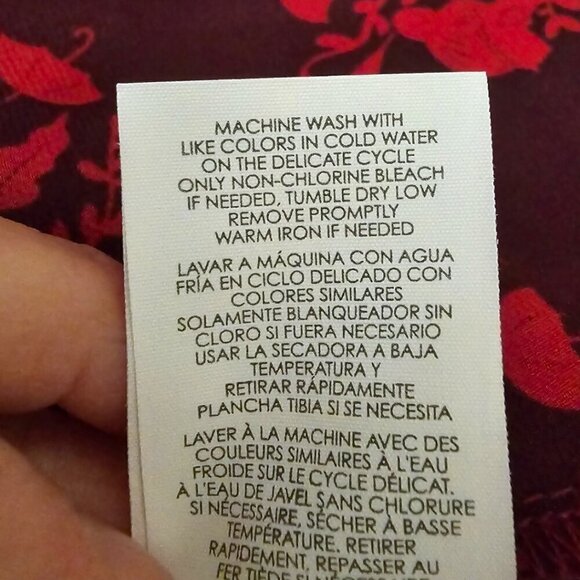 MACHINE WASH WITH
LIKE COLORS IN COLD WATER
ON THE DELICATE CYCLE
ONLY NON-CHLORINE BLEACH
IF NEEDED, TUMBLE DRY LOW
REMOVE PROMPTLY
WARM IRON IF NEEDED
LAVAR A MÁQUINA CON AGUA
FRÍA EN CICLO DELICADO CON
COLORES SIMILARES
SOLAMENTE BLANQUEADOR SIN
CLORO SI FUERA NECESARIO
USAR LA SECADORA A BAJA
TEMPERATURA Y
RETIRAR RÁPIDAMENTE
PLANCHA TIBIA SI SE NECESITA
LAVER À LA MACHINE AVEC DES
COULEURS SIMILAIRES À L'EAU
FROIDE SUR LE CYCLE DÉLICAT.
À L'EAU DE JAVEL SANS CHLORURE
SI NÉCESSAIRE, SÉCHER À BASSE
TEMPÉRATURE. RETIRER
RAPIDEMENT. REPASSER AU
FER TIÈDE SI